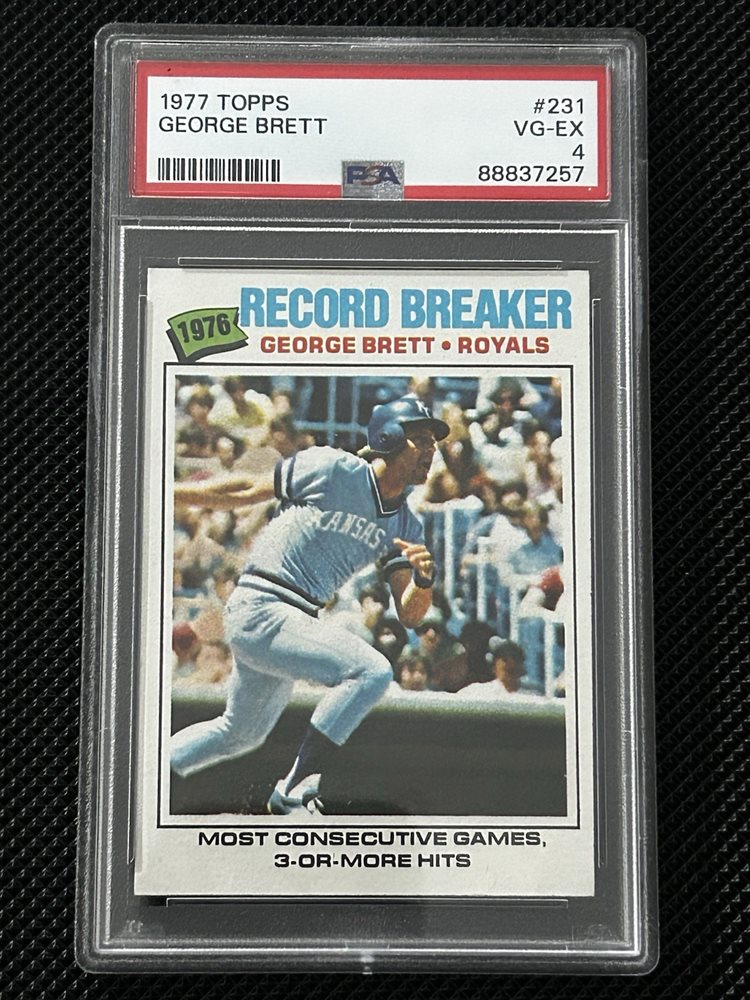 1977 TOPPS #231
GEORGE BRETT VG-EX
4
PSA 88837257
1976 RECORD BREAKER
GEORGE BRETT • ROYALS
KANSAS
MOST CONSECUTIVE GAMES,
3-OR-MORE HITS